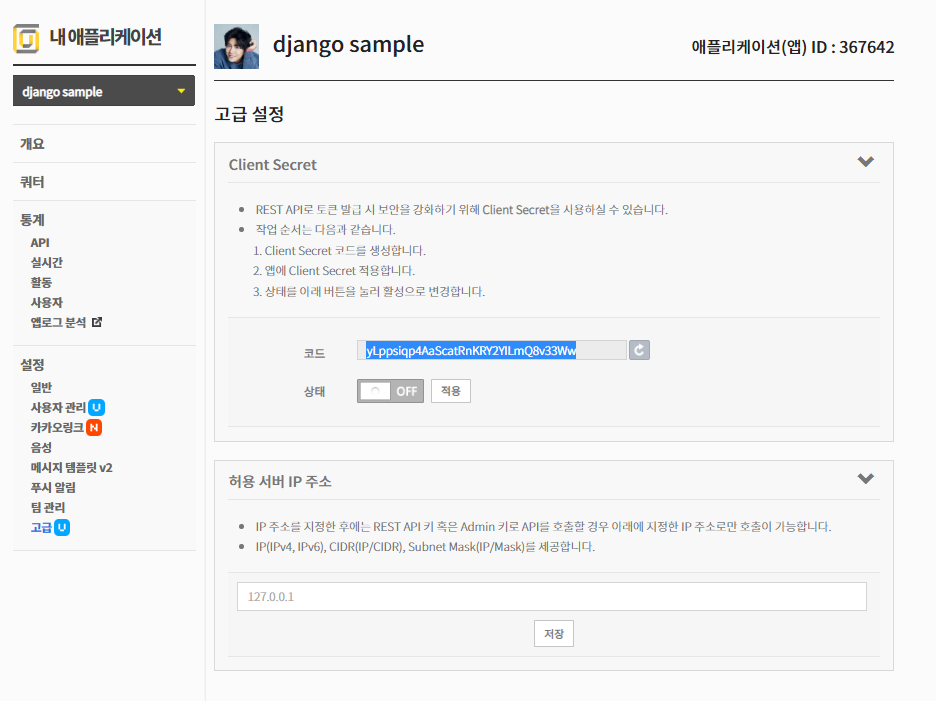 내 애플리케이션
django sample
개요
쿼터
통계
API
실시간
활동
사용자
앱로그 분석
설정
일반
사용자 관리 U
카카오링크 N
음성
메시지 템플릿 v2
푸시 알림
팀 관리
고급 U
django sample
애플리케이션(앱) ID : 367642
고급 설정
Client Secret
REST API로 토큰 발급 시 보안을 강화하기 위해 Client Secret을 사용하실 수 있습니다.
작업 순서는 다음과 같습니다.
1. Client Secret 코드를 생성합니다.
2. 앱에 Client Secret 적용합니다.
3. 상태를 아래 버튼을 눌러 활성으로 변경합니다.
코드 yLppsiqp4AaScatRnKRY2YILmQ8v33Ww
상태 OFF 적용
허용 서버 IP 주소
IP 주소를 지정한 후에는 REST API 키 혹은 Admin 키로 API를 호출할 경우 아래에 지정한 IP 주소로만 호출이 가능합니다.
IP(IPv4, IPv6), CIDR(IP/CIDR), Subnet Mask(IP/Mask)를 제공합니다.
127.0.0.1
저장